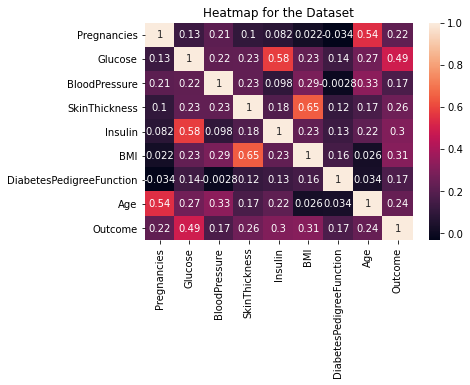 Heatmap for the Dataset
Pregnancies 1 0.13 0.21 0.1 0.082 0.022 -0.034 0.54 0.22
Glucose 0.13 1 0.22 0.23 0.58 0.23 0.14 0.27 0.49
BloodPressure 0.21 0.22 1 0.23 0.098 0.29 -0.0028 0.33 0.17
SkinThickness 0.1 0.23 0.23 1 0.18 0.65 0.12 0.17 0.26
Insulin 0.082 0.58 0.098 0.18 1 0.23 0.13 0.22 0.3
BMI 0.022 0.23 0.29 0.65 0.23 1 0.16 0.026 0.31
DiabetesPedigreeFunction -0.034 0.14 -0.0028 0.12 0.13 0.16 1 0.034 0.17
Age 0.54 0.27 0.33 0.17 0.22 0.026 0.034 1 0.24
Outcome 0.22 0.49 0.17 0.26 0.3 0.31 0.17 0.24 1
Pregnancies
Glucose
BloodPressure
SkinThickness
Insulin
BMI
DiabetesPedigreeFunction
Age
Outcome
1.0
0.8
0.6
0.4
0.2
0.0